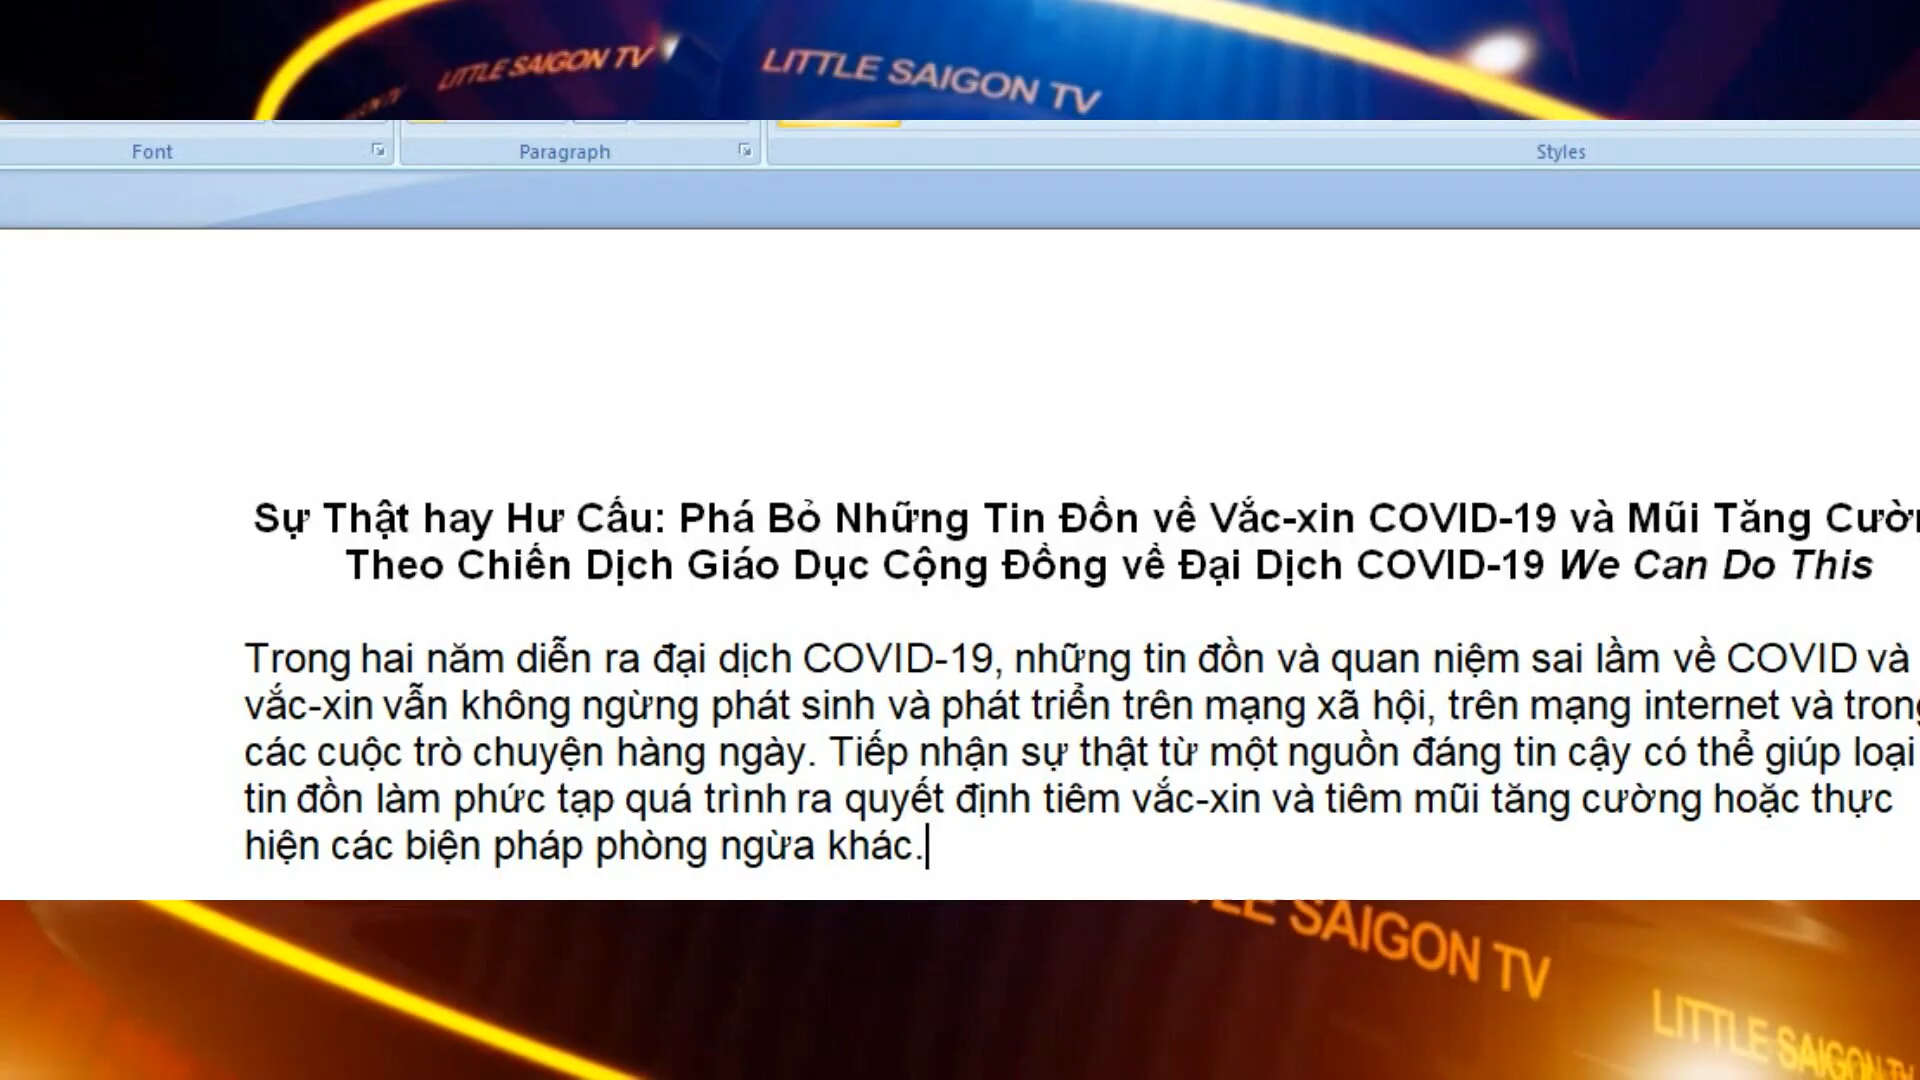 LITTLE SAIGON TV
LITTLE SAIGON TV
Font
Paragraph
Styles
Sự Thật hay Hư Cấu: Phá Bỏ Những Tin Đồn về Vắc-xin COVID-19 và Mũi Tăng
Theo Chiến Dịch Giáo Dục Cộng Đồng về Đại Dịch COVID-19 We Can Do This
Trong hai năm diễn ra đại dịch COVID-19, những tin đồn và quan niệm sai lầm về COVID và
vắc-xin vẫn không ngừng phát sinh và phát triển trên mạng xã hội, trên mạng internet và trong
các cuộc trò chuyện hàng ngày. Tiếp nhận sự thật từ một nguồn đáng tin cậy có thể giúp loại
tin đồn làm phức tạp quá trình ra quyết định tiêm vắc-xin và tiêm mũi tăng cường hoặc thực
hiện các biện pháp phòng ngừa khác.
SAIGON TV
LITTLE SAIGON TV